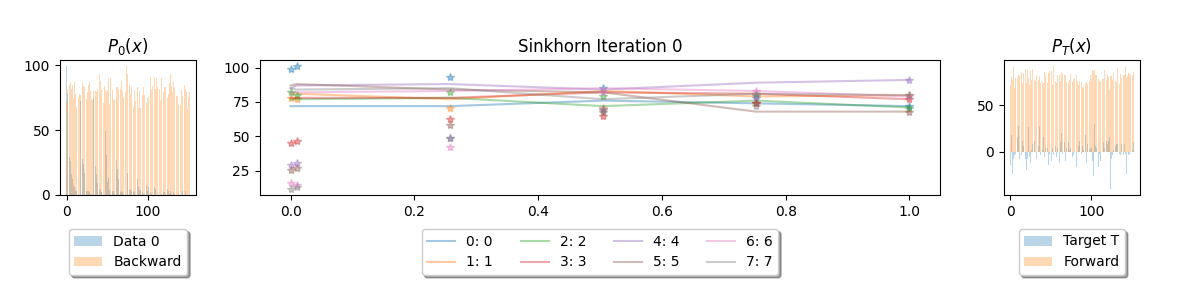 P₀(x)
Sinkhorn Iteration 0
P_T(x)
100
50
0
0 100
100
75
50
25
0.0 0.2 0.4 0.6 0.8 1.0
50
0
0 100
Data 0
Backward
0: 0 2: 2 4: 4 6: 6
1: 1 3: 3 5: 5 7: 7
Target T
Forward